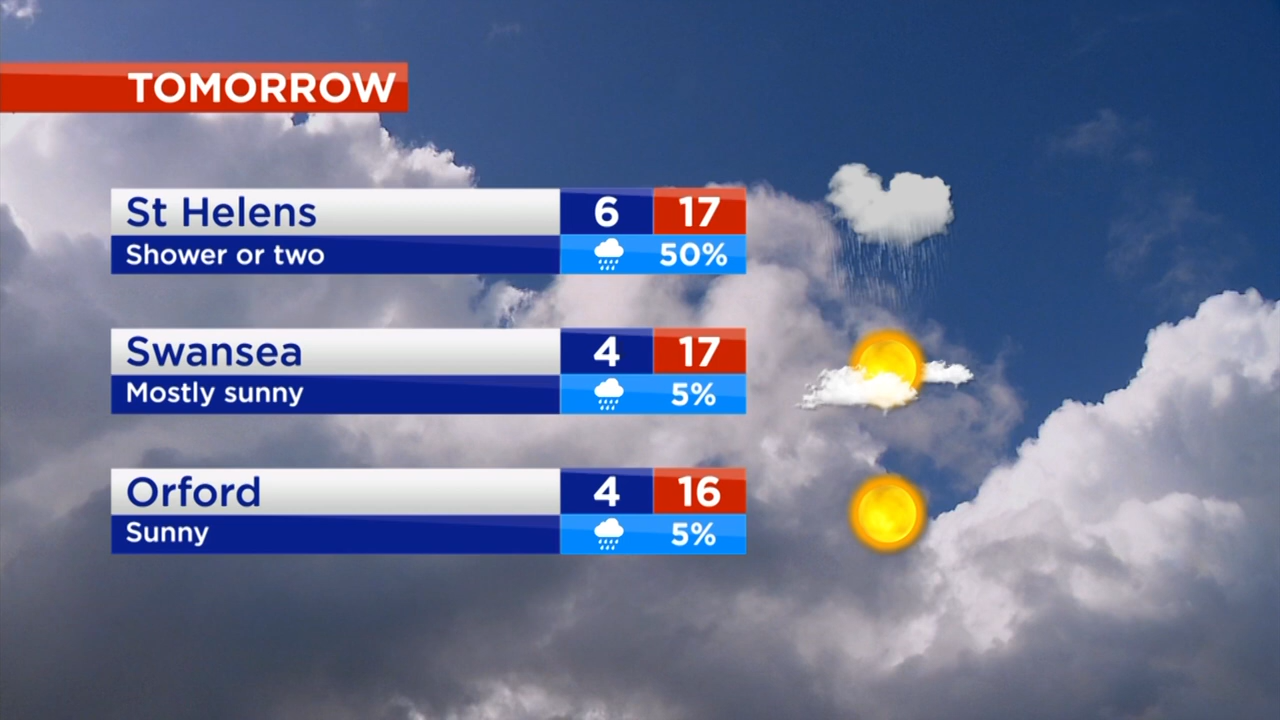 TOMORROW
St Helens 6 17
Shower or two 50%
Swansea 4 17
Mostly sunny 5%
Orford 4 16
Sunny 5%